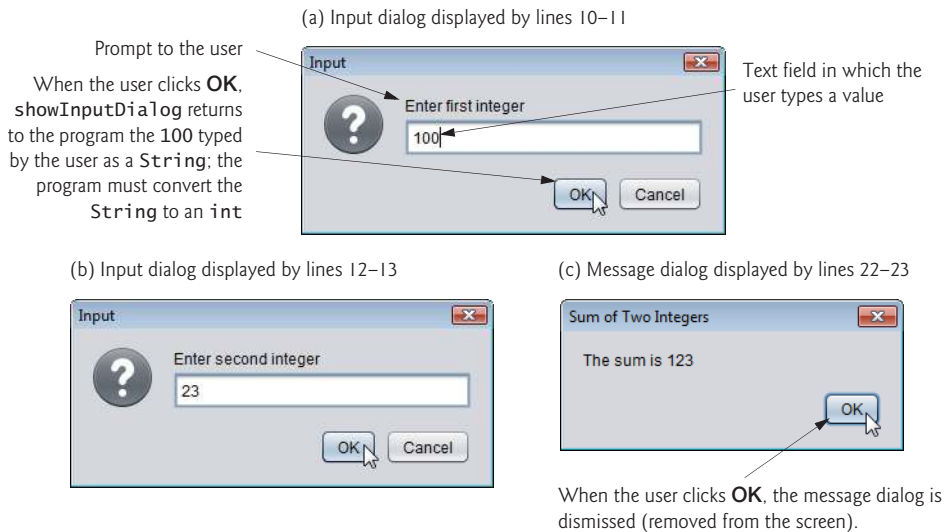 (a) Input dialog displayed by lines 10–11
Prompt to the user
When the user clicks OK,
showInputDialog returns
to the program the 100 typed
by the user as a String; the
program must convert the
String to an int
Input
Enter first integer
100
OK
Cancel
Text field in which the
user types a value
(b) Input dialog displayed by lines 12–13
Input
Enter second integer
23
OK
Cancel
(c) Message dialog displayed by lines 22–23
Sum of Two Integers
The sum is 123
OK
When the user clicks OK, the message dialog is
dismissed (removed from the screen).